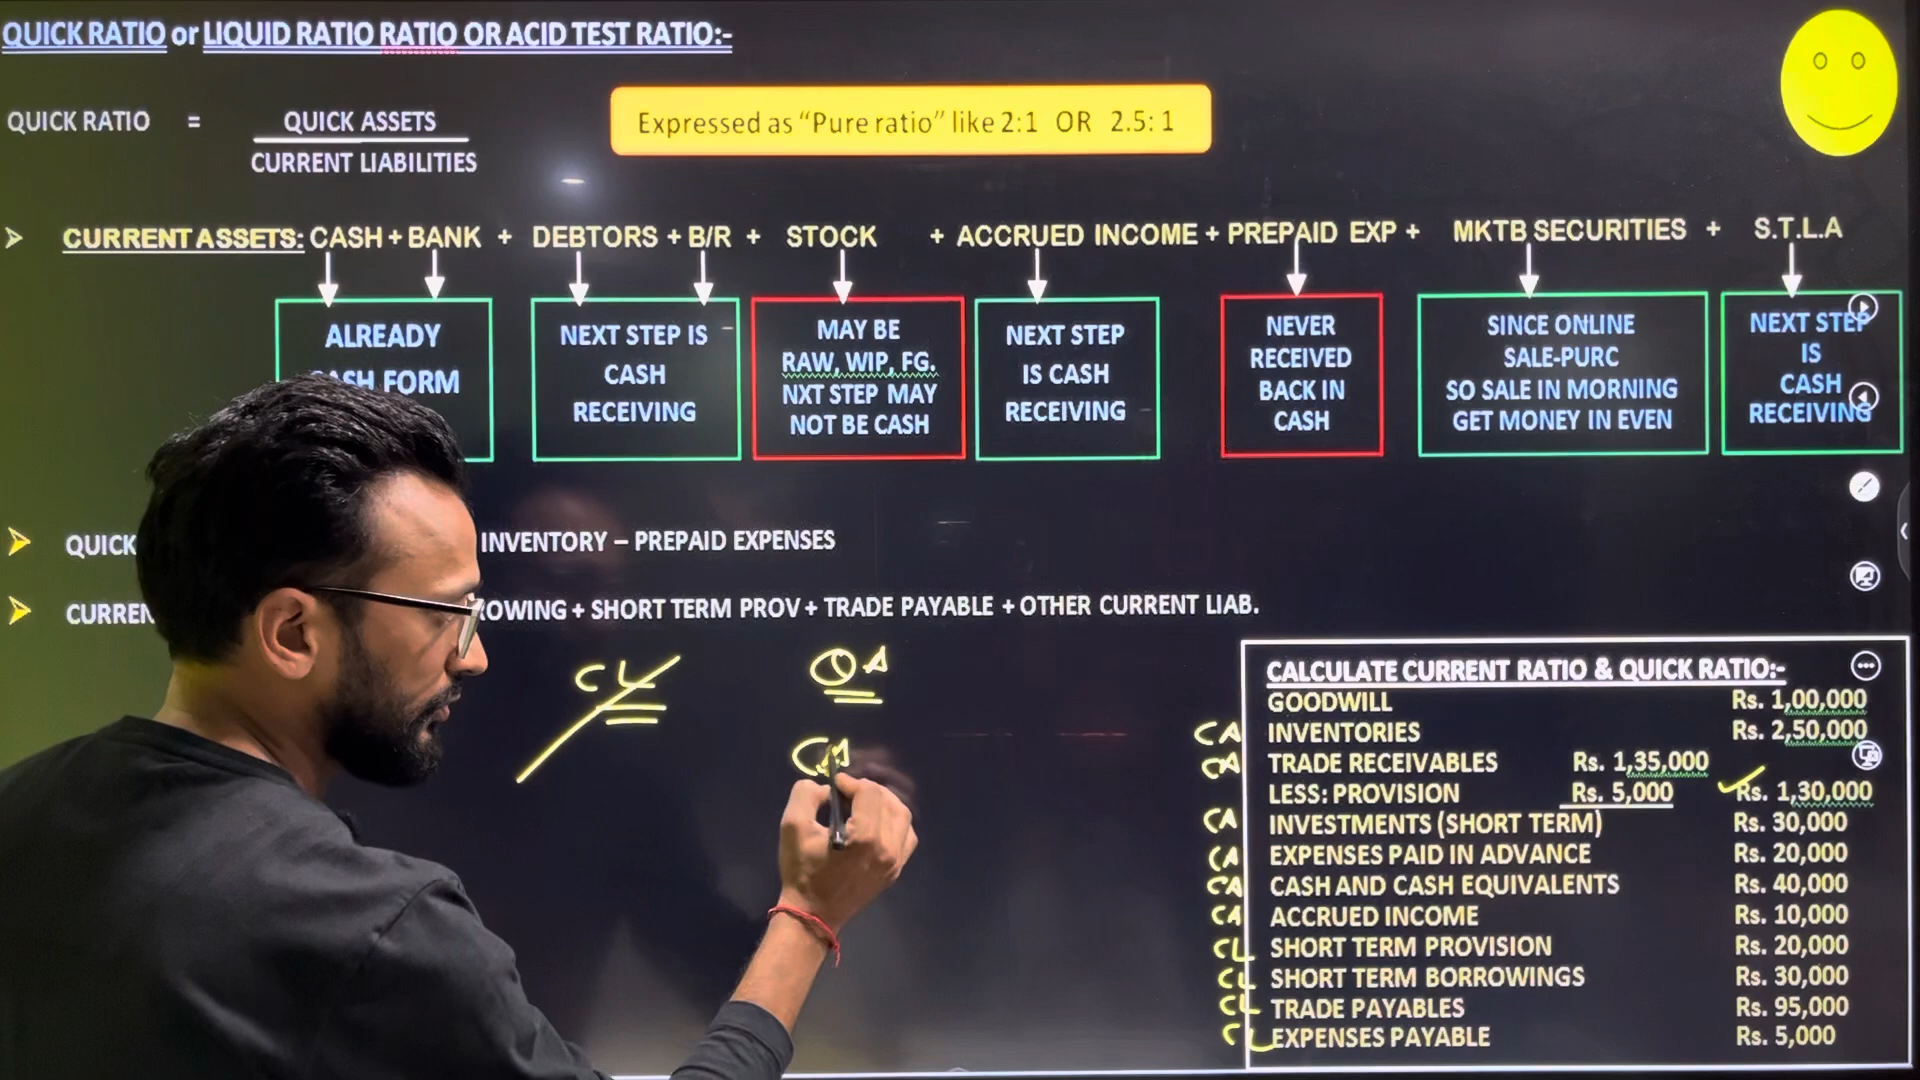 QUICK RATIO or LIQUID RATIO RATIO OR ACID TEST RATIO:-
QUICK RATIO = QUICK ASSETS
CURRENT LIABILITIES
Expressed as “Pure ratio” like 2:1 OR 2.5: 1
CURRENT ASSETS: CASH + BANK + DEBTORS + B/R + STOCK + ACCRUED INCOME + PREPAID EXP + MKTB SECURITIES + S.T.L.A
ALREADY
CASH FORM
NEXT STEP IS
CASH
RECEIVING
MAY BE
RAW, WIP, FG.
NXT STEP MAY
NOT BE CASH
NEXT STEP
IS CASH
RECEIVING
NEVER
RECEIVED
BACK IN
CASH
SINCE ONLINE
SALE-PURC
SO SALE IN MORNING
GET MONEY IN EVEN
NEXT STEP
IS
CASH
RECEIVING
QUICK INVENTORY – PREPAID EXPENSES
CURREN ROWING + SHORT TERM PROV + TRADE PAYABLE + OTHER CURRENT LIAB.
CL
QA
CA
CALCULATE CURRENT RATIO & QUICK RATIO:-
GOODWILL Rs. 1,00,000
CA INVENTORIES Rs. 2,50,000
CA TRADE RECEIVABLES Rs. 1,35,000
LESS: PROVISION Rs. 5,000 Rs. 1,30,000
CA INVESTMENTS (SHORT TERM) Rs. 30,000
CA EXPENSES PAID IN ADVANCE Rs. 20,000
CA CASH AND CASH EQUIVALENTS Rs. 40,000
CA ACCRUED INCOME Rs. 10,000
CL SHORT TERM PROVISION Rs. 20,000
CL SHORT TERM BORROWINGS Rs. 30,000
CL TRADE PAYABLES Rs. 95,000
CL EXPENSES PAYABLE Rs. 5,000